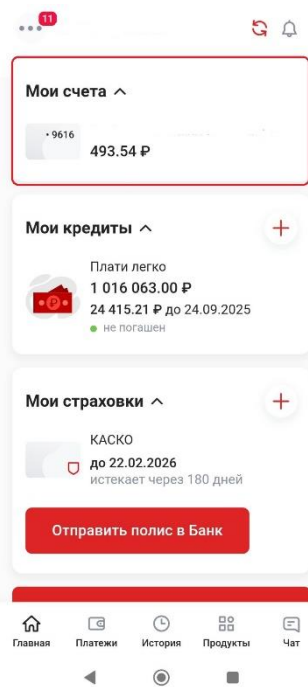 11
Мои счета
• 9616
493.54 ₽
Мои кредиты
Плати легко
1 016 063.00 ₽
24 415.21 ₽ до 24.09.2025
не погашен
Мои страховки
КАСКО
до 22.02.2026
истекает через 180 дней
Отправить полис в Банк
Главная Платежи История Продукты Чат